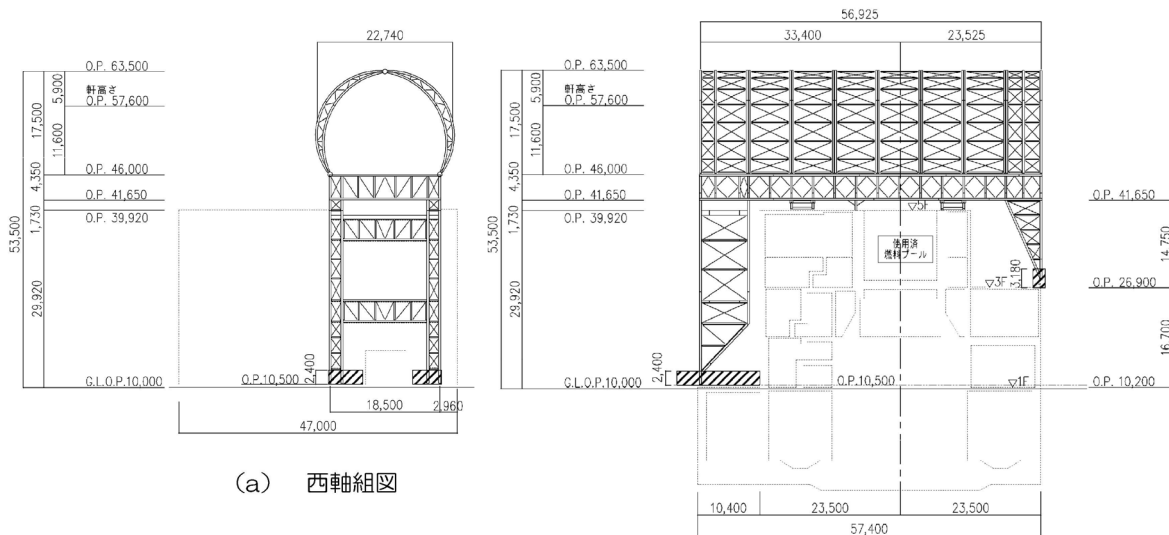 22,740
O.P. 63,500
軒高さ
O.P. 57,600
O.P. 46,000
O.P. 41,650
O.P. 39,920
G.L.O.P.10,000
53,500
17,500
4,350
1,730
29,920
5,900
11,600
2,400
O.P.10,500
18,500
2,960
47,000
(a) 西軸組図
56,925
33,400
23,525
O.P. 63,500
軒高さ
O.P. 57,600
O.P. 46,000
O.P. 41,650
O.P. 39,920
G.L.O.P.10,000
53,500
17,500
4,350
1,730
29,920
5,900
11,600
2,400
▽5F
使用済
燃料プール
▽3F
3,180
O.P.10,500
▽1F
O.P. 41,650
14,750
O.P. 26,900
16,700
O.P. 10,200
10,400
23,500
23,500
57,400